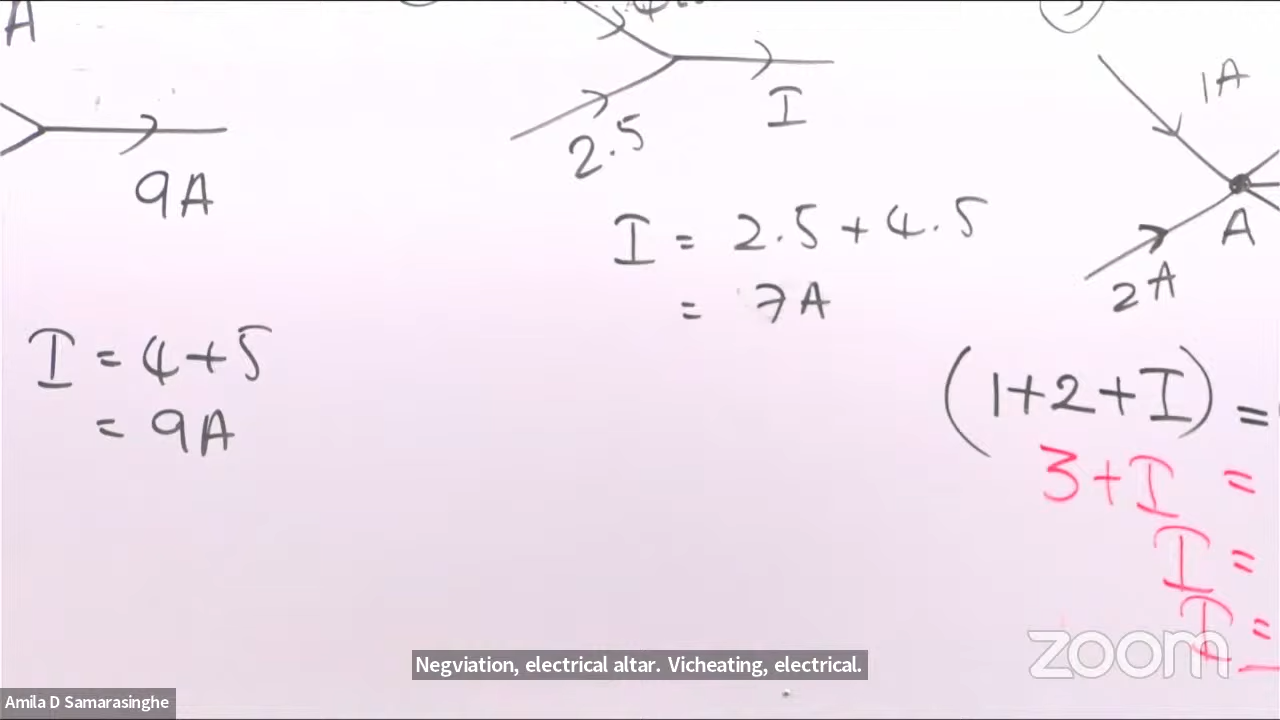 A
9A
I = 4+5
= 9A
2.5
I
I = 2.5 + 4.5
= 7A
1A
2A
A
(1+2+I) =
3+I =
I =
I =
zoom
Negviation, electrical altar. Vicheating, electrical.
Amila D Samarasinghe